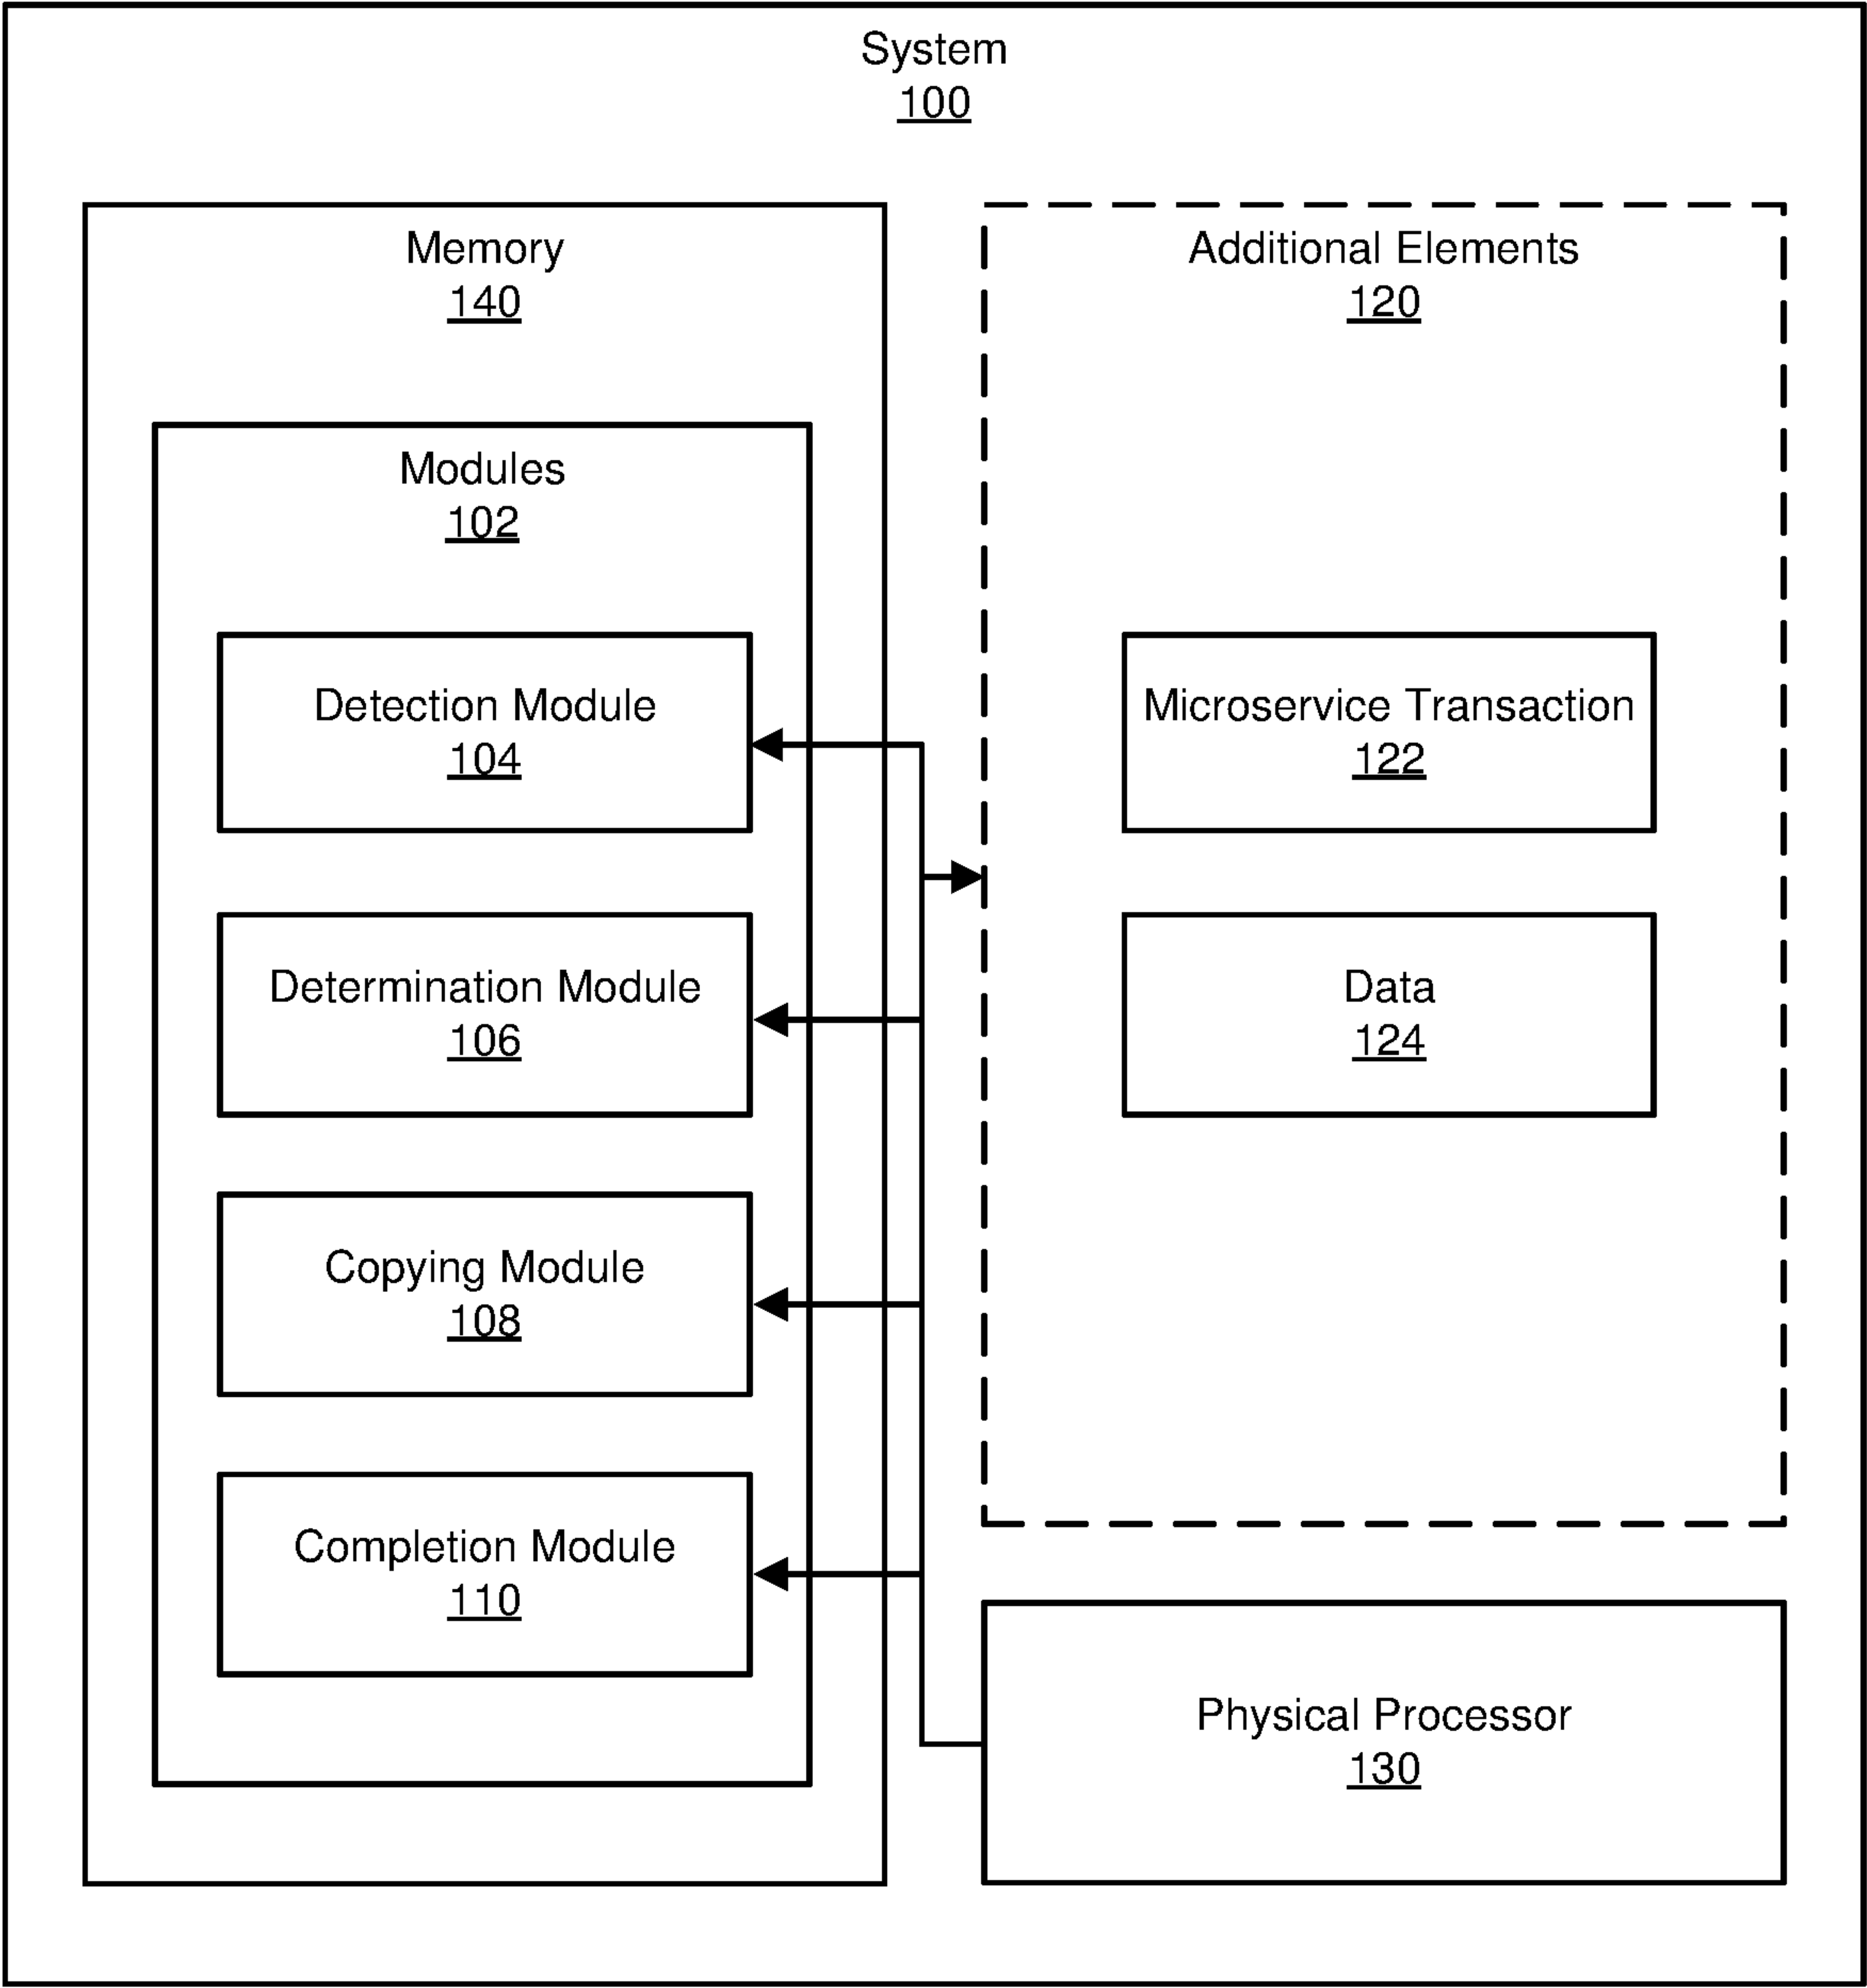 System
100
Memory
140
Modules
102
Detection Module
104
Determination Module
106
Copying Module
108
Completion Module
110
Additional Elements
120
Microservice Transaction
122
Data
124
Physical Processor
130